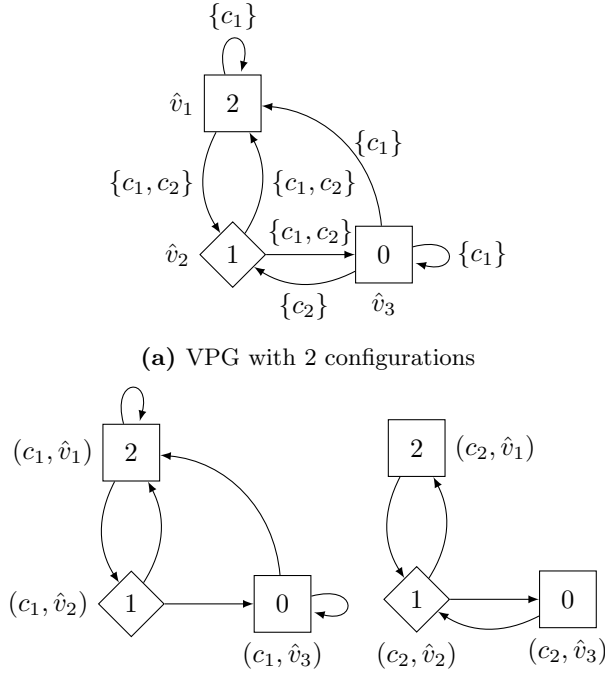 {c₁}
v̂₁ 2
{c₁}
{c₁, c₂} {c₁, c₂}
{c₁, c₂}
v̂₂ 1 0 {c₁}
{c₂} v̂₃
(a) VPG with 2 configurations
(c₁, v̂₁) 2 2 (c₂, v̂₁)
(c₁, v̂₂) 1 0 1 0
(c₁, v̂₃) (c₂, v̂₂) (c₂, v̂₃)